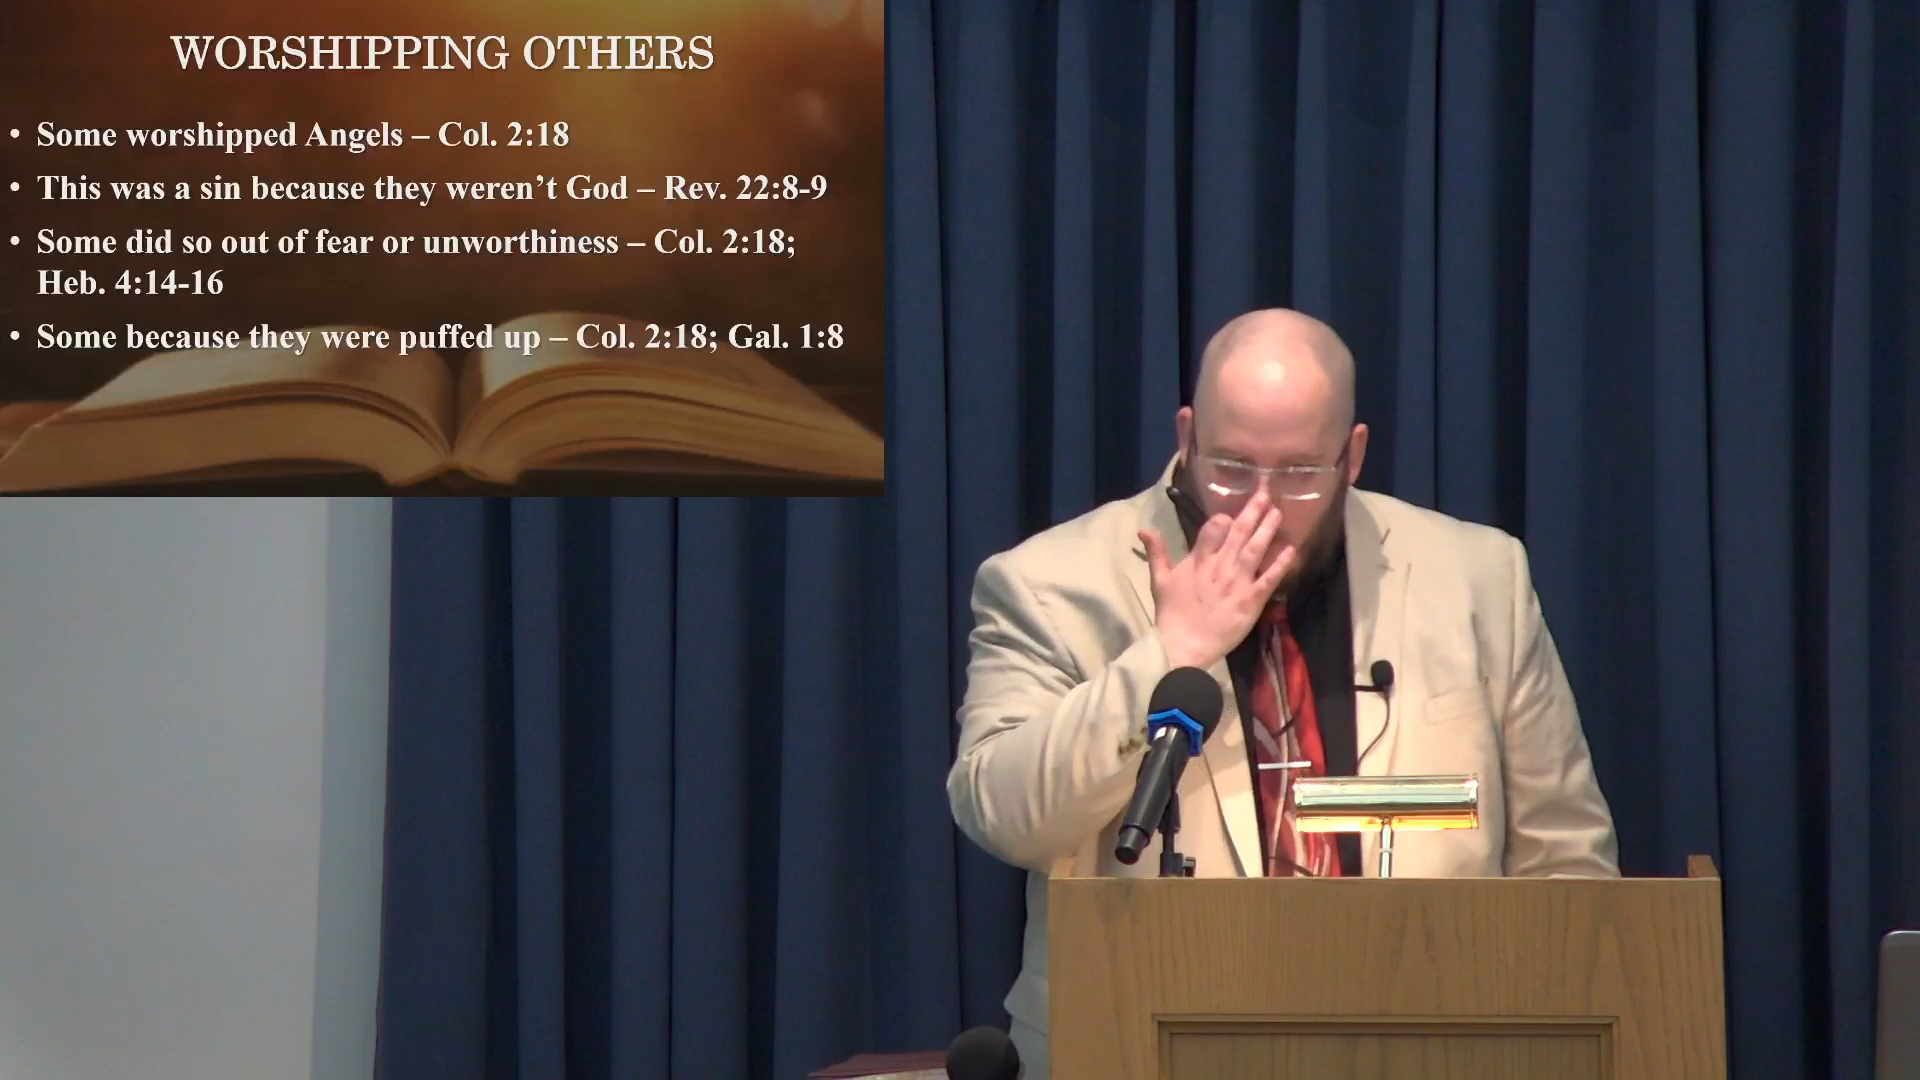 WORSHIPPING OTHERS
• Some worshipped Angels – Col. 2:18
• This was a sin because they weren’t God – Rev. 22:8-9
• Some did so out of fear or unworthiness – Col. 2:18;
Heb. 4:14-16
• Some because they were puffed up – Col. 2:18; Gal. 1:8